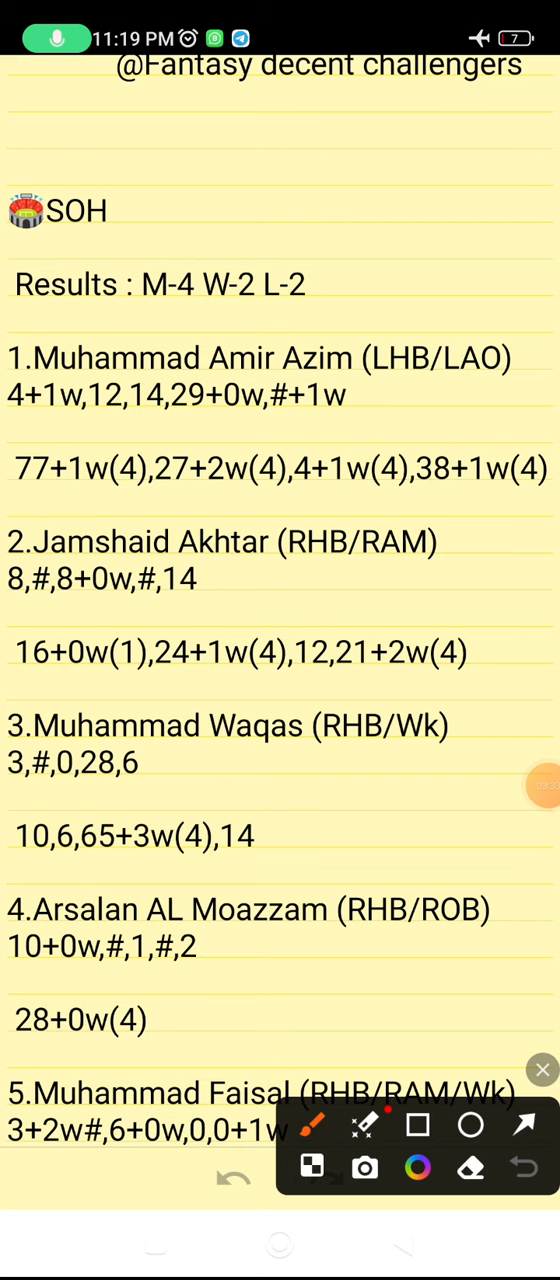 11:19 PM
7
@Fantasy decent challengers
SOH
Results : M-4 W-2 L-2
1.Muhammad Amir Azim (LHB/LAO)
4+1w,12,14,29+0w,#+1w
77+1w(4),27+2w(4),4+1w(4),38+1w(4)
2.Jamshaid Akhtar (RHB/RAM)
8,#,8+0w,#,14
16+0w(1),24+1w(4),12,21+2w(4)
3.Muhammad Waqas (RHB/Wk)
3,#,0,28,6
10,6,65+3w(4),14
4.Arsalan AL Moazzam (RHB/ROB)
10+0w,#,1,#,2
28+0w(4)
5.Muhammad Faisal (RHB/RAM/Wk)
3+2w#,6+0w,0,0+1w